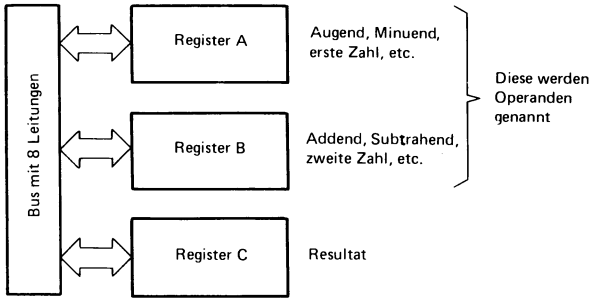 Bus mit 8 Leitungen
Register A
Augend, Minuend,
erste Zahl, etc.
Register B
Addend, Subtrahend,
zweite Zahl, etc.
Diese werden
Operanden
genannt
Register C
Resultat